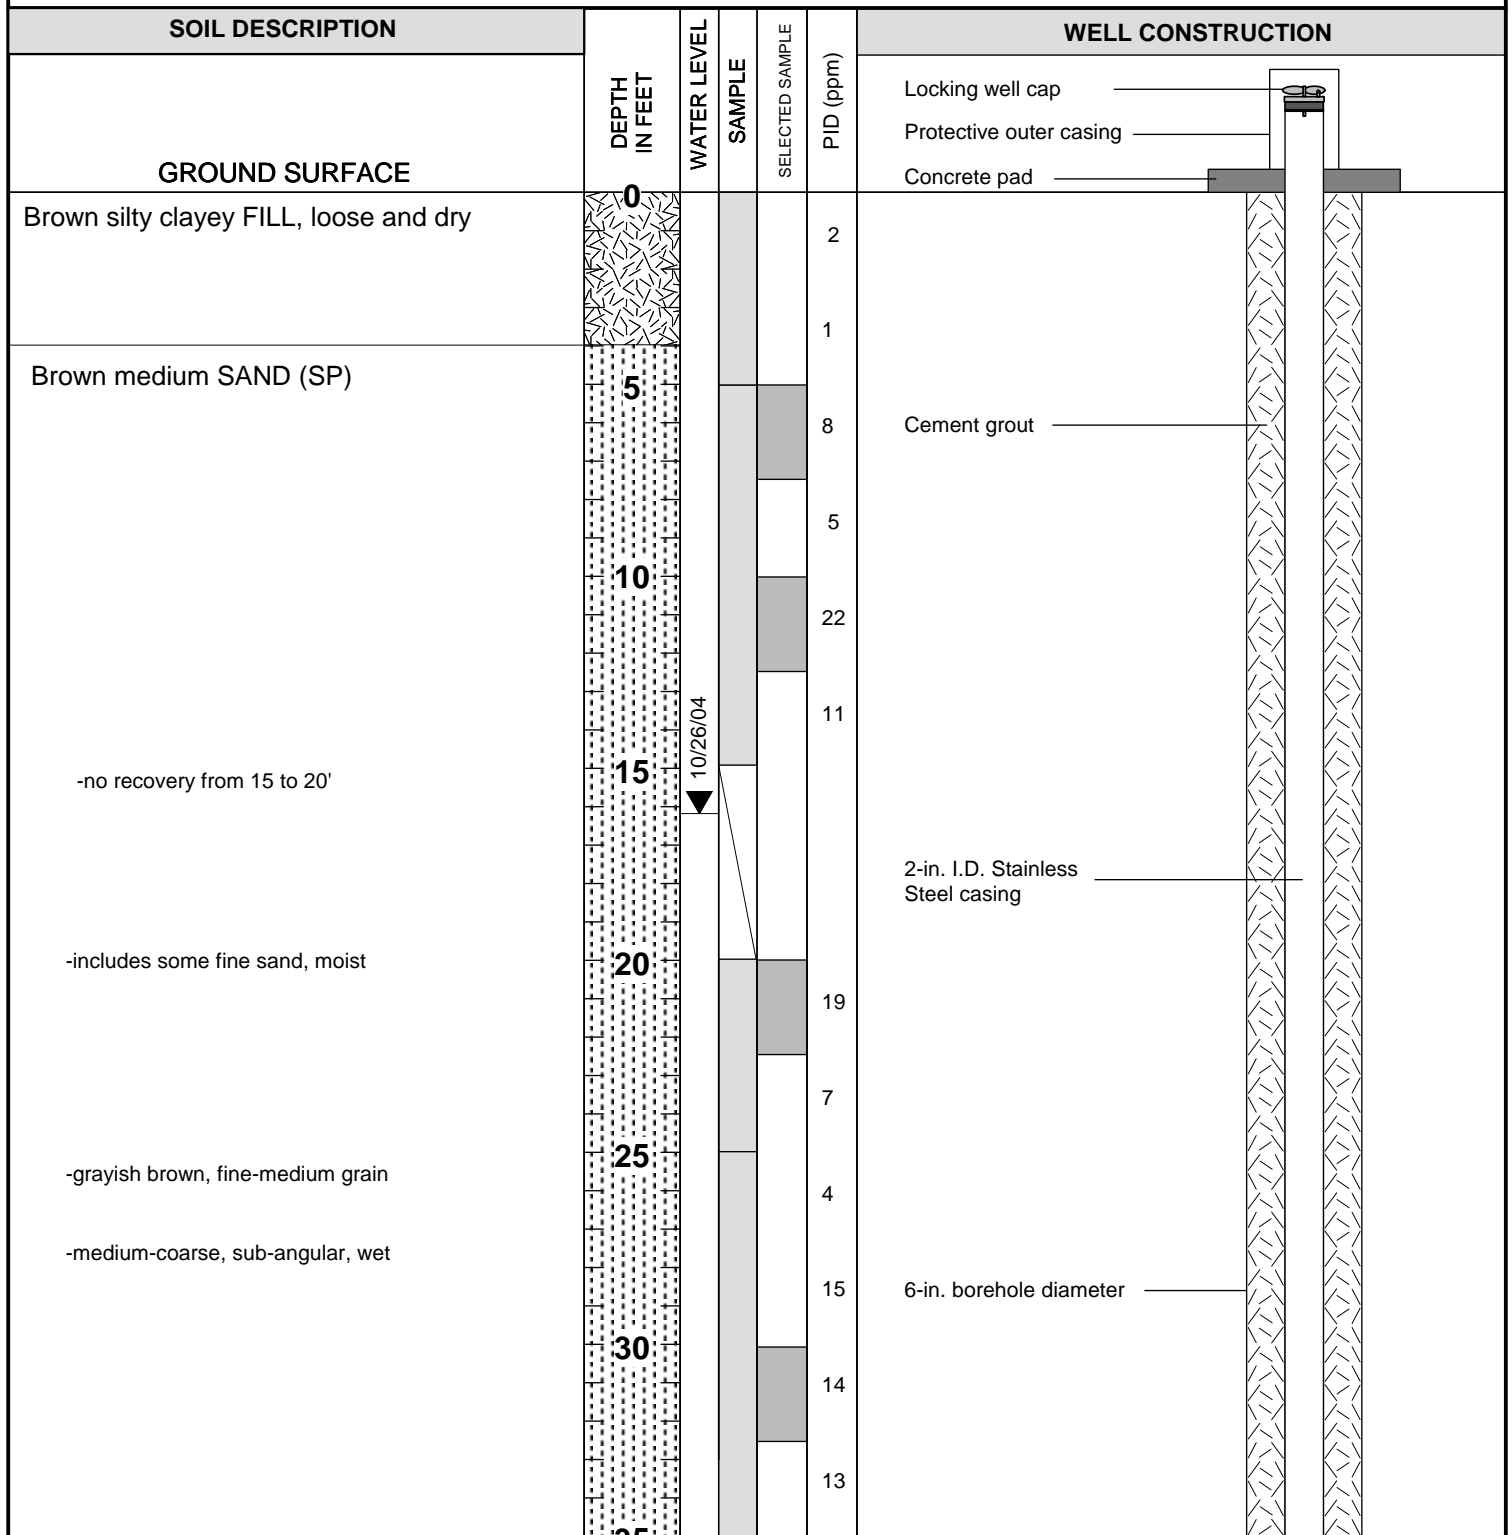 SOIL DESCRIPTION
GROUND SURFACE
DEPTH
IN FEET
WATER LEVEL
SAMPLE
SELECTED SAMPLE
PID (ppm)
WELL CONSTRUCTION
Locking well cap
Protective outer casing
Concrete pad
0
Brown silty clayey FILL, loose and dry
2
1
Brown medium SAND (SP)
5
8
Cement grout
5
10
22
11
10/26/04
15
-no recovery from 15 to 20'
2-in. I.D. Stainless
Steel casing
-includes some fine sand, moist
20
19
7
25
-grayish brown, fine-medium grain
4
-medium-coarse, sub-angular, wet
15
6-in. borehole diameter
30
14
13